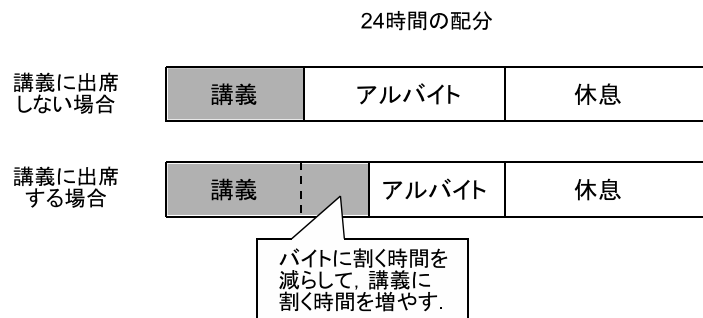 24時間の配分
講義に出席
しない場合
講義
アルバイト
休息
講義に出席
する場合
講義
アルバイト
休息
バイトに割く時間を
減らして，講義に
割く時間を増やす．